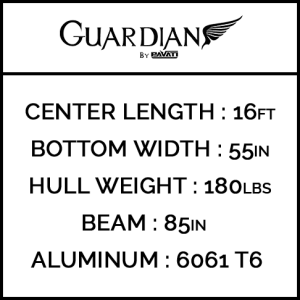 GUARDIAN
BY PAVATI
CENTER LENGTH : 16FT
BOTTOM WIDTH : 55IN
HULL WEIGHT : 180LBS
BEAM : 85IN
ALUMINUM : 6061 T6